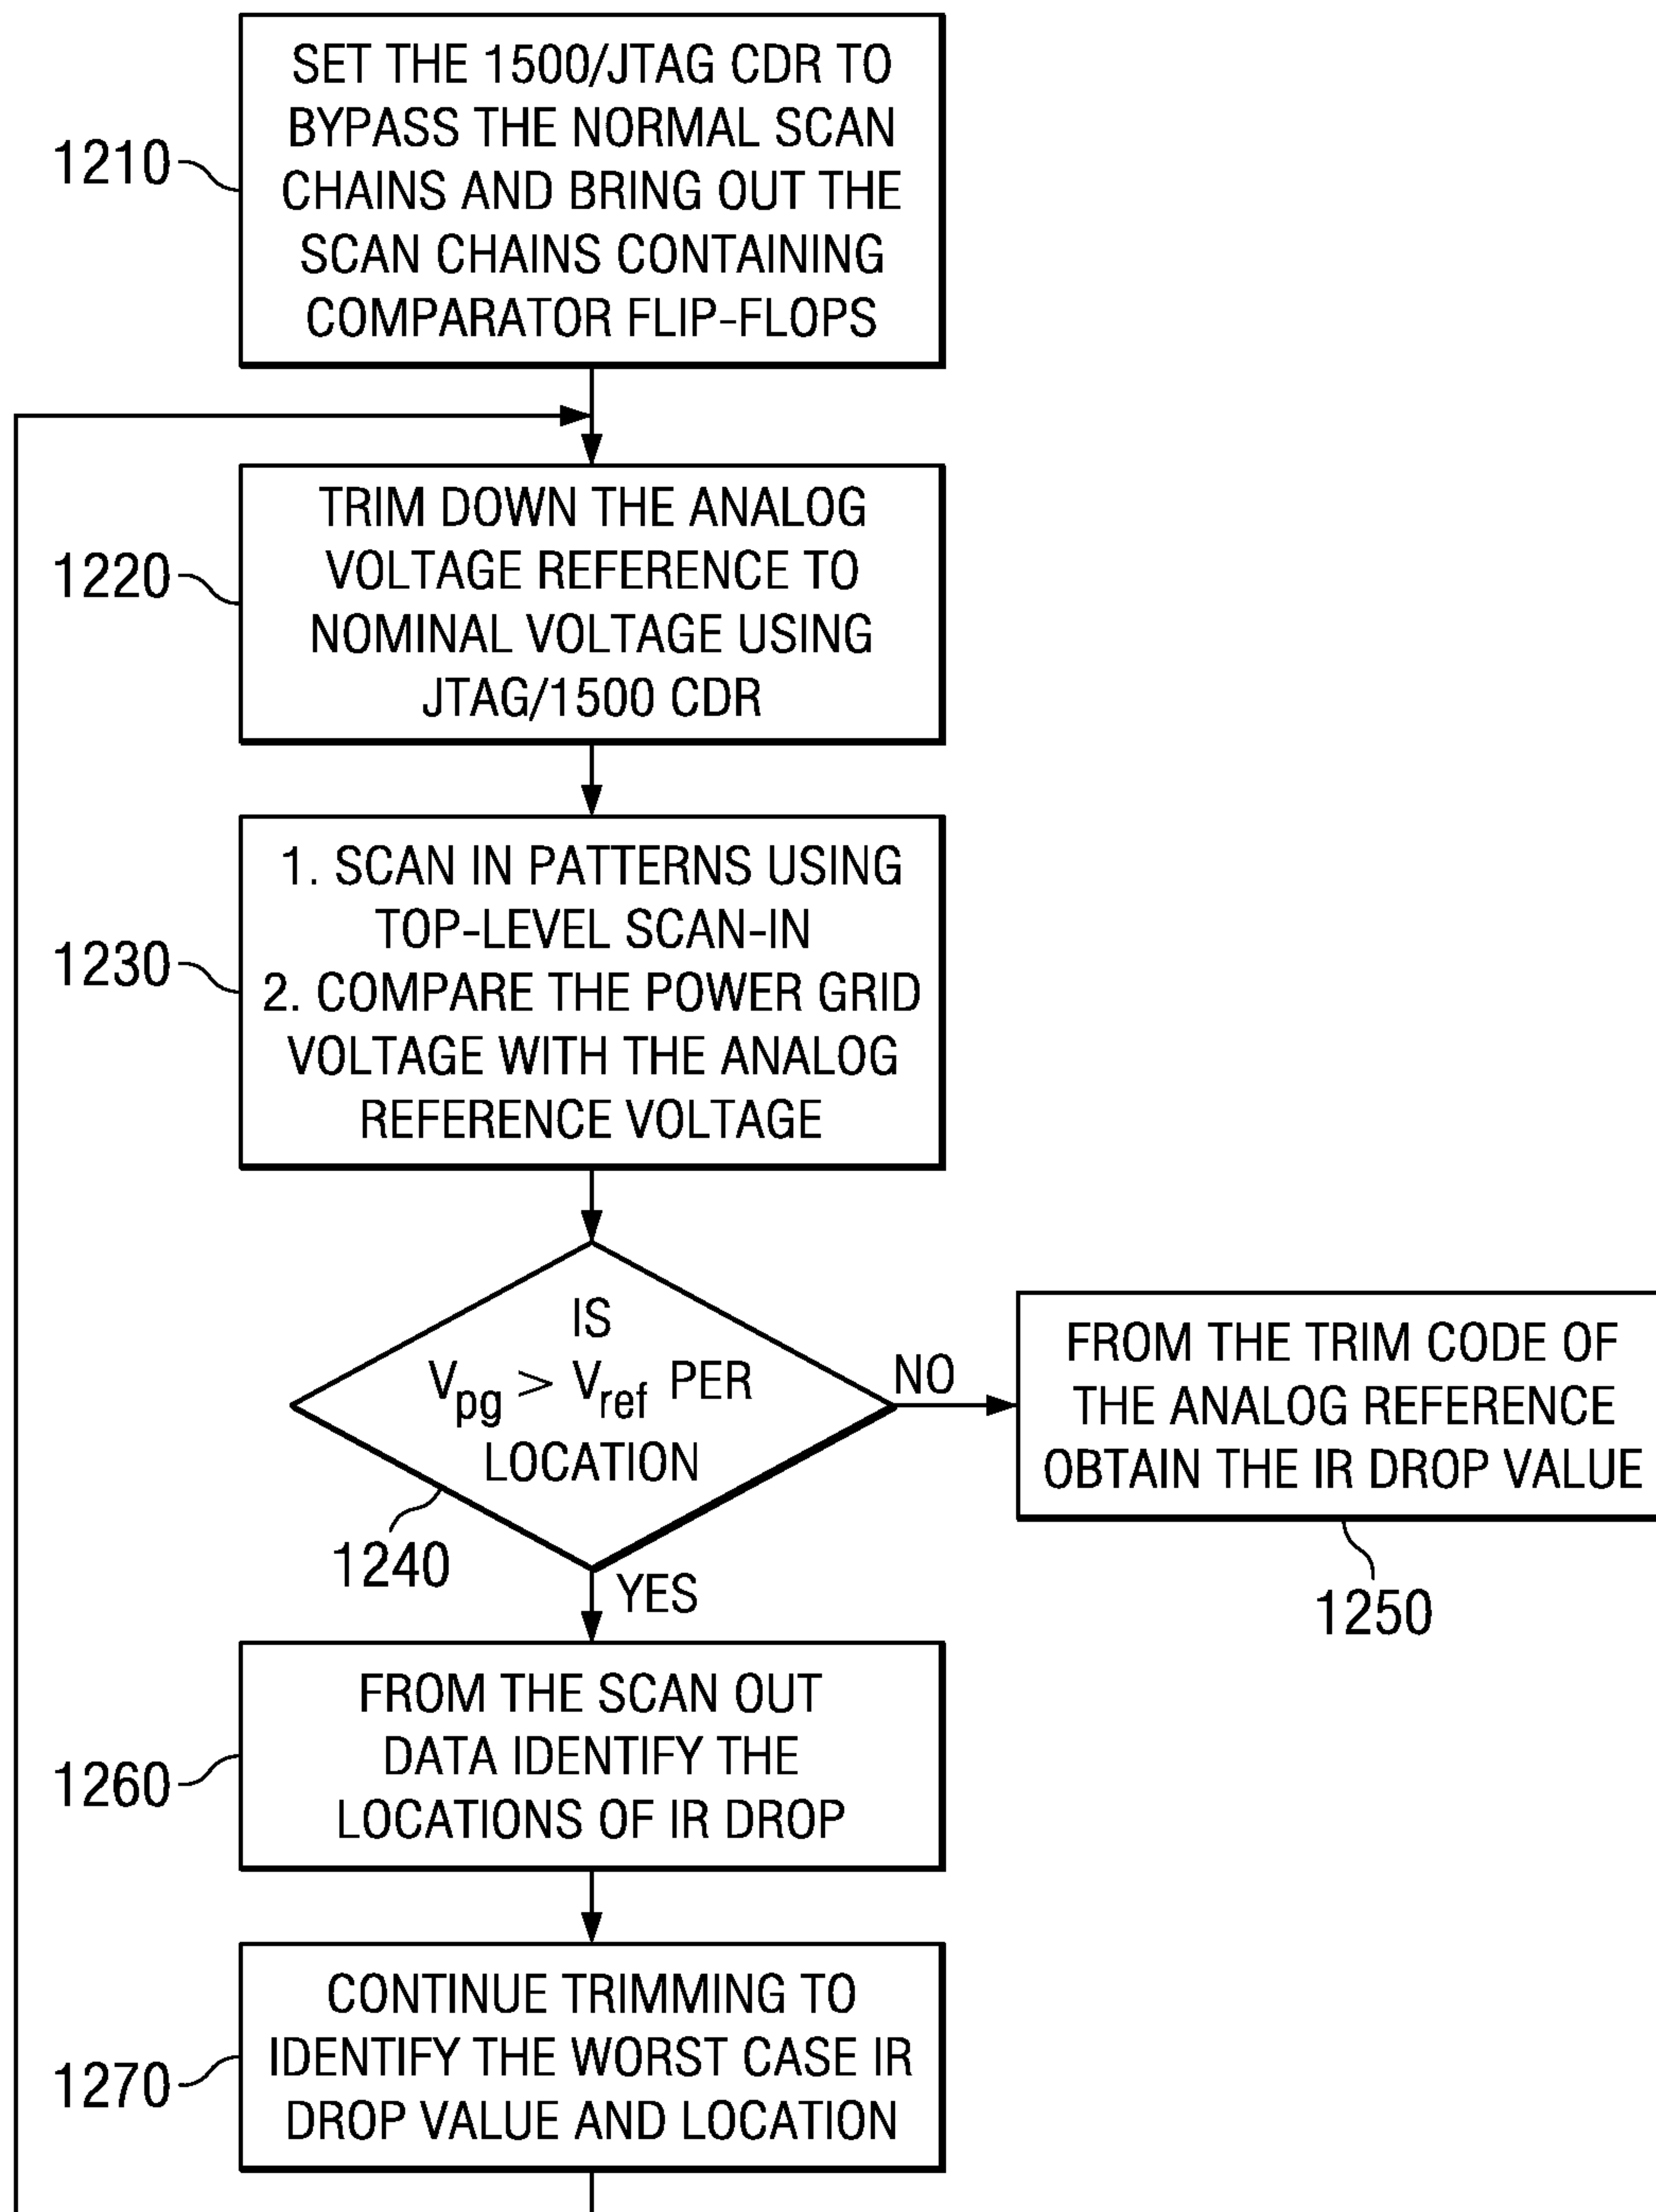 SET THE 1500/JTAG CDR TO
BYPASS THE NORMAL SCAN
CHAINS AND BRING OUT THE
SCAN CHAINS CONTAINING
COMPARATOR FLIP-FLOPS
1210
TRIM DOWN THE ANALOG
VOLTAGE REFERENCE TO
NOMINAL VOLTAGE USING
JTAG/1500 CDR
1220
1. SCAN IN PATTERNS USING
TOP-LEVEL SCAN-IN
2. COMPARE THE POWER GRID
VOLTAGE WITH THE ANALOG
REFERENCE VOLTAGE
1230
IS
Vpg > Vref PER
LOCATION
1240
NO
FROM THE TRIM CODE OF
THE ANALOG REFERENCE
OBTAIN THE IR DROP VALUE
1250
YES
FROM THE SCAN OUT
DATA IDENTIFY THE
LOCATIONS OF IR DROP
1260
CONTINUE TRIMMING TO
IDENTIFY THE WORST CASE IR
DROP VALUE AND LOCATION
1270